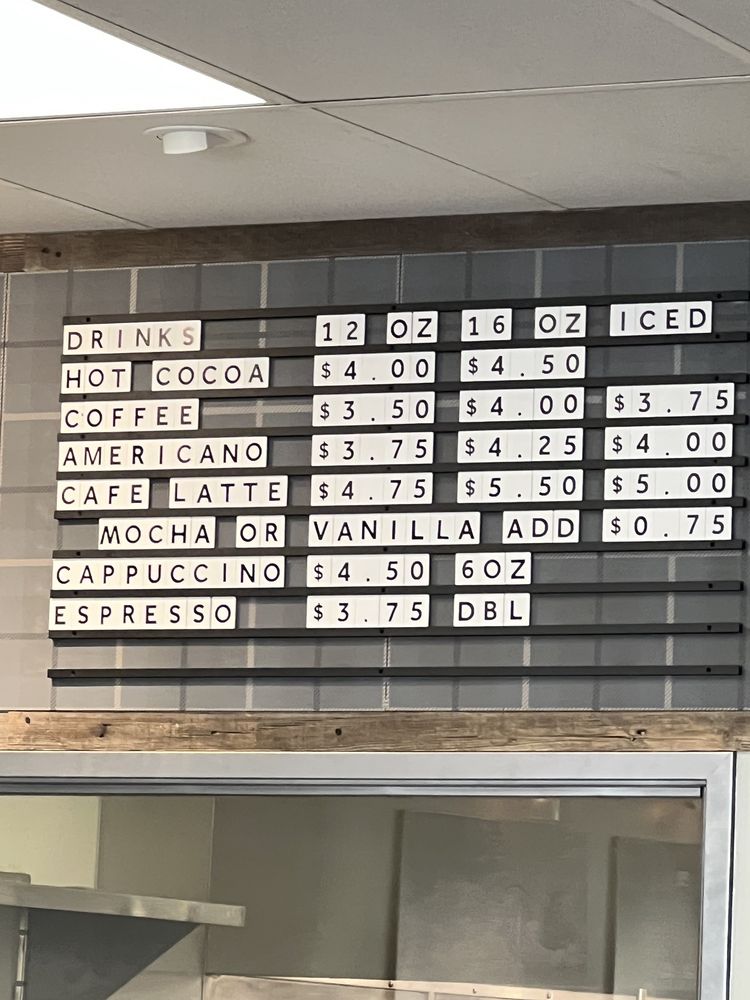 DRINKS 12 OZ 16 OZ ICED
HOT COCOA $4.00 $4.50
COFFEE $3.50 $4.00 $3.75
AMERICANO $3.75 $4.25 $4.00
CAFE LATTE $4.75 $5.50 $5.00
MOCHA OR VANILLA ADD $0.75
CAPPUCCINO $4.50 6OZ
ESPRESSO $3.75 DBL